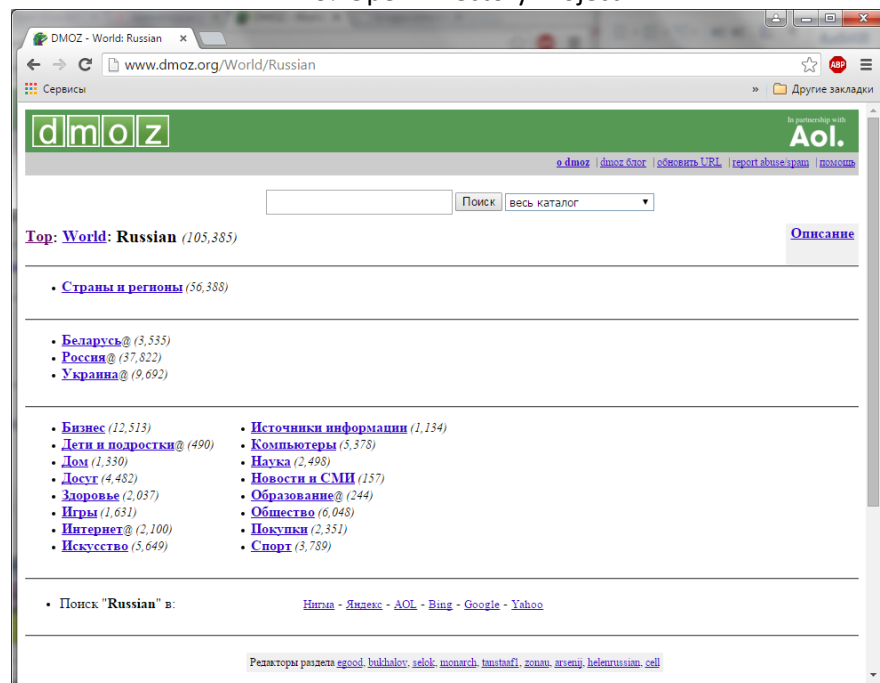 DMOZ - World: Russian
www.dmoz.org/World/Russian
ABP
Сервисы
» Другие закладки
dmoz
In partnership with
Aol.
о dmoz | dmoz блог | обновить URL | report abuse/spam | помощь
Поиск весь каталог
Top: World: Russian (105,385)
Описание
Страны и регионы (56,388)
Беларусь@ (3,535)
Россия@ (37,822)
Украина@ (9,692)
Бизнес (12,513)
Дети и подростки@ (490)
Дом (1,330)
Досуг (4,482)
Здоровье (2,037)
Игры (1,631)
Интернет@ (2,100)
Искусство (5,649)
Источники информации (1,134)
Компьютеры (5,378)
Наука (2,498)
Новости и СМИ (157)
Образование@ (244)
Общество (6,048)
Покупки (2,351)
Спорт (3,789)
Поиск "Russian" в: Нигма - Яндекс - AOL - Bing - Google - Yahoo
Редакторы раздела egood, bukhalov, selok, monarch, tanstaafl, zonau, arsenij, helenrussian, cell